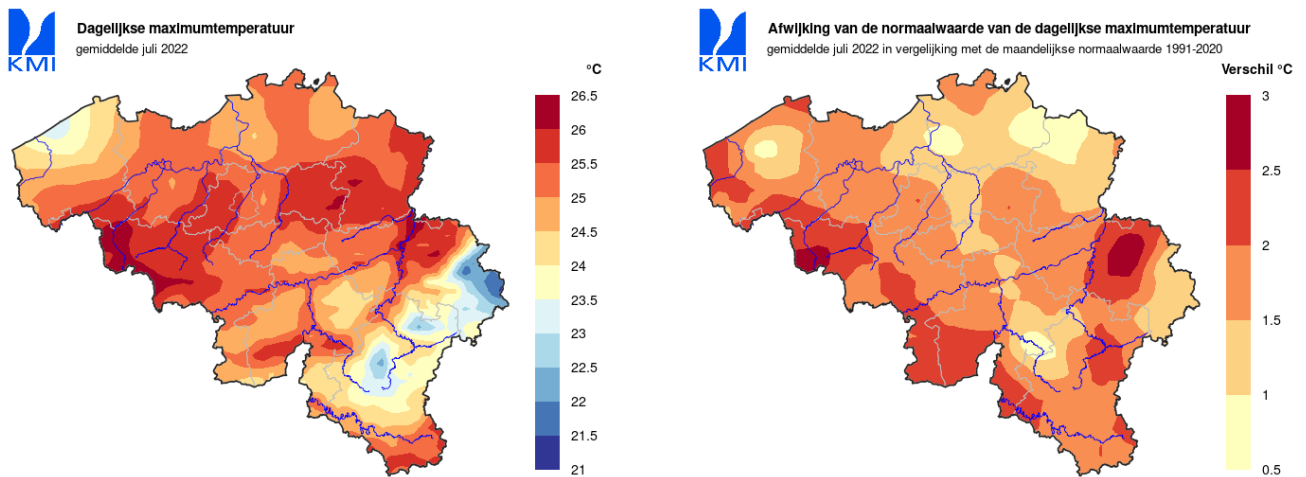 Dagelijkse maximumtemperatuur
gemiddelde juli 2022
KMI
°C
26.5
26
25.5
25
24.5
24
23.5
23
22.5
22
21.5
21
Afwijking van de normaalwaarde van de dagelijkse maximumtemperatuur
gemiddelde juli 2022 in vergelijking met de maandelijkse normaalwaarde 1991-2020
KMI
Verschil °C
3
2.5
2
1.5
1
0.5